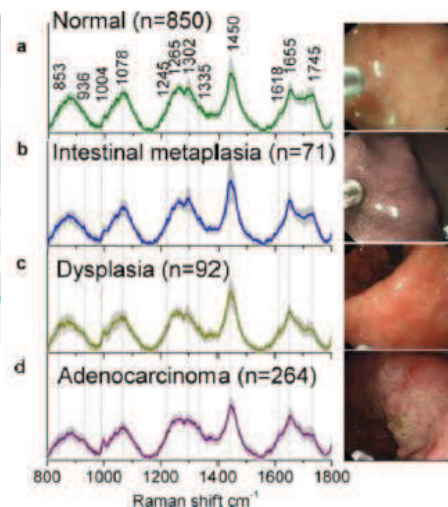 Normal (n=850)
a
853
936
1004
1078
1245
1265
1302
1335
1450
1618
1655
1745
b
Intestinal metaplasia (n=71)
c
Dysplasia (n=92)
d
Adenocarcinoma (n=264)
800 1000 1200 1400 1600 1800
Raman shift cm⁻¹